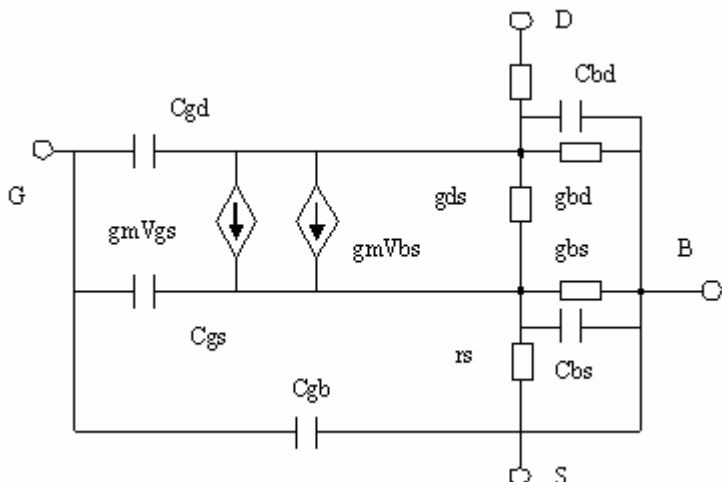 D
Cbd
Cgd
G
gds gbd
gmVgs gmVbs gbs B
Cgs
rs Cbs
Cgb
S